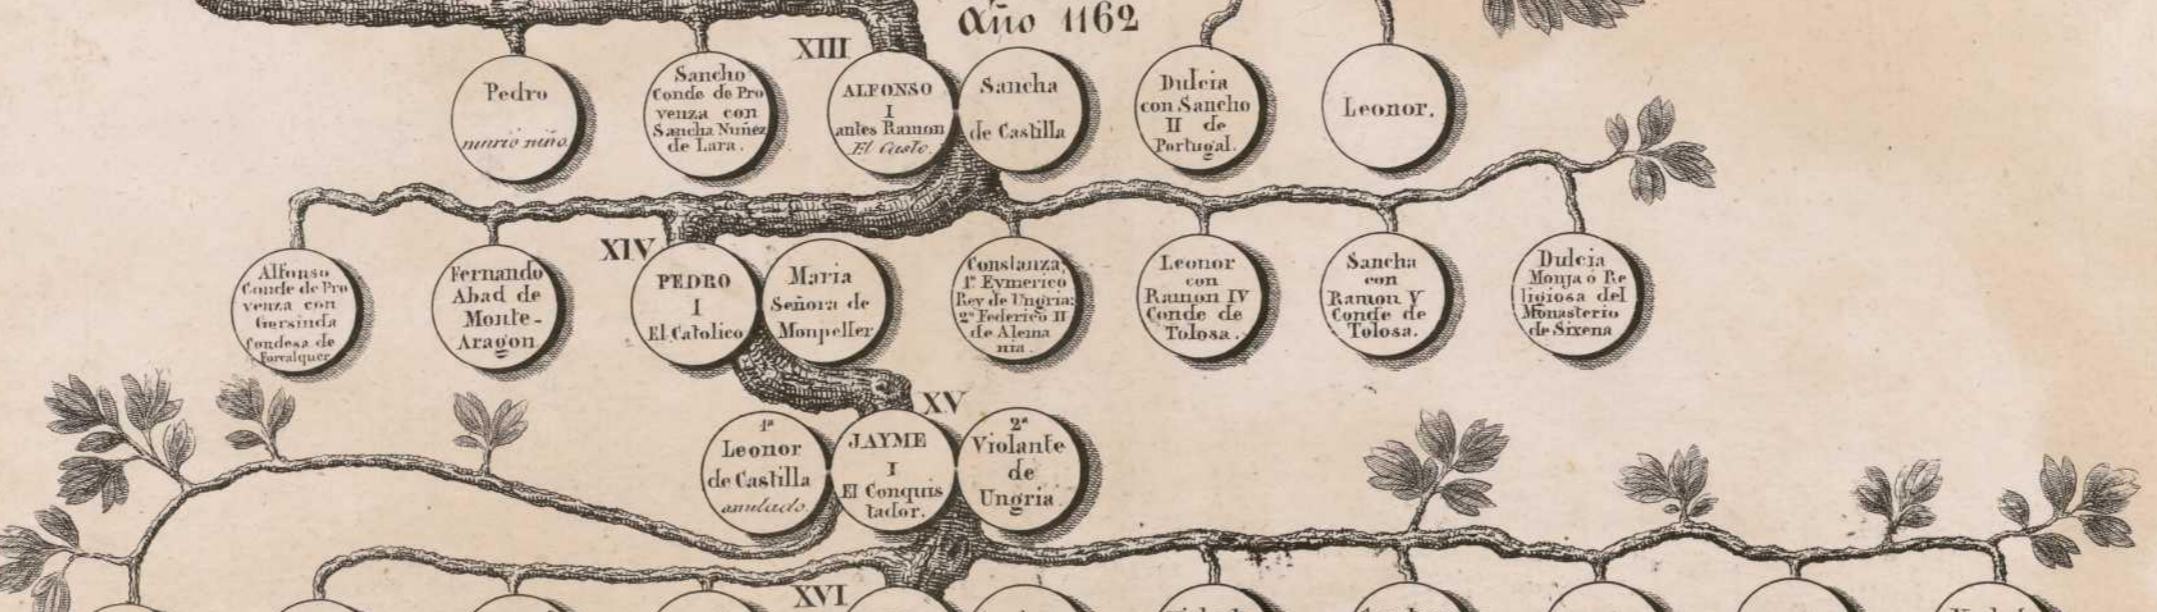 Año 1162
XIII
Pedro
murió niño.
Sancho
Conde de Pro
venza con
Sancha Nuñez
de Lara.
ALFONSO
I
antes Ramon
El Casto.
Sancha
de Castilla
Dulcia
con Sancho
II de
Portugal.
Leonor.
XIV
Alfonso
Conde de Pro
venza con
Gersinda
Condesa de
Forcalquer
Fernando
Abad de
Monte-
Aragon
PEDRO
I
El Catolico
Maria
Señora de
Monpeller
Constanza,
1º Eymerico
Rey de Ungria:
2º Federico II
de Alema
nia.
Leonor
con
Ramon IV
Conde de
Tolosa.
Sancha
con
Ramon V
Conde de
Tolosa.
Dulcia
Monja ó Re
ligiosa del
Monasterio
de Sixena
XV
1ª
Leonor
de Castilla
anulado.
JAYME
I
El Conquis
tador.
2ª
Violante
de
Ungria.
XVI